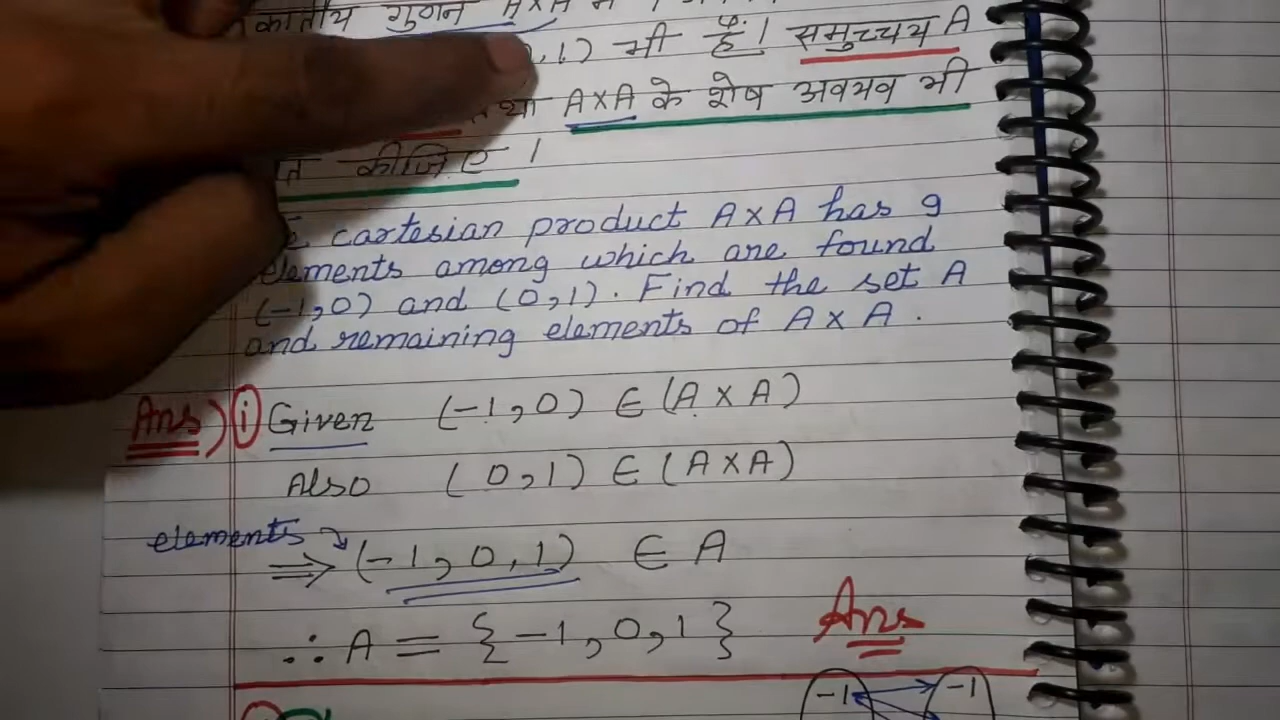 गुणन A×A
,1) भी हैं। समुच्चय A
A×A के शेष अवयव भी
कीजिए।
cartesian product A×A has 9
elements among which are found
(-1,0) and (0,1). Find the set A
and remaining elements of A×A.
Ans) (i) Given (-1,0) ∈ (A×A)
Also (0,1) ∈ (A×A)
elements
⇒ (-1,0,1) ∈ A
∴ A = {-1,0,1} Ans
-1 -1